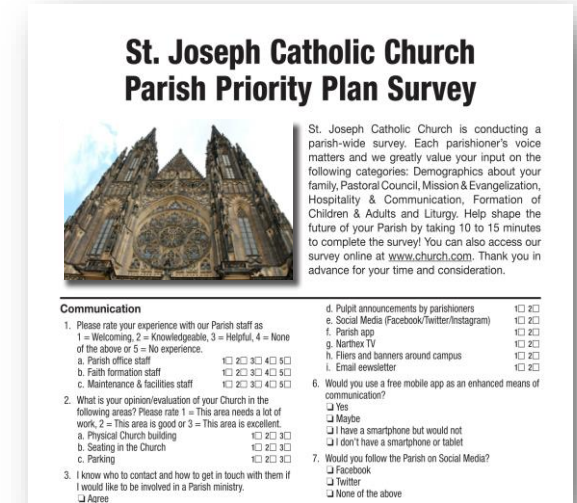 St. Joseph Catholic Church
Parish Priority Plan Survey
St. Joseph Catholic Church is conducting a
parish-wide survey. Each parishioner's voice
matters and we greatly value your input on the
following categories: Demographics about your
family, Pastoral Council, Mission & Evangelization,
Hospitality & Communication, Formation of
Children & Adults and Liturgy. Help shape the
future of your Parish by taking 10 to 15 minutes
to complete the survey! You can also access our
survey online at www.church.com. Thank you in
advance for your time and consideration.
Communication
1. Please rate your experience with our Parish staff as
1 = Welcoming, 2 = Knowledgeable, 3 = Helpful, 4 = None
of the above or 5 = No experience.
a. Parish office staff 1☐ 2☐ 3☐ 4☐ 5☐
b. Faith formation staff 1☐ 2☐ 3☐ 4☐ 5☐
c. Maintenance & facilities staff 1☐ 2☐ 3☐ 4☐ 5☐
2. What is your opinion/evaluation of your Church in the
following areas? Please rate 1 = This area needs a lot of
work, 2 = This area is good or 3 = This area is excellent.
a. Physical Church building 1☐ 2☐ 3☐
b. Seating in the Church 1☐ 2☐ 3☐
c. Parking 1☐ 2☐ 3☐
3. I know who to contact and how to get in touch with them if
I would like to be involved in a Parish ministry.
❏ Agree
d. Pulpit announcements by parishioners 1☐ 2☐
e. Social Media (Facebook/Twitter/Instagram) 1☐ 2☐
f. Parish app 1☐ 2☐
g. Narthex TV 1☐ 2☐
h. Fliers and banners around campus 1☐ 2☐
i. Email eewsletter 1☐ 2☐
6. Would you use a free mobile app as an enhanced means of
communication?
❏ Yes
❏ Maybe
❏ I have a smartphone but would not
❏ I don't have a smartphone or tablet
7. Would you follow the Parish on Social Media?
❏ Facebook
❏ Twitter
❏ None of the above